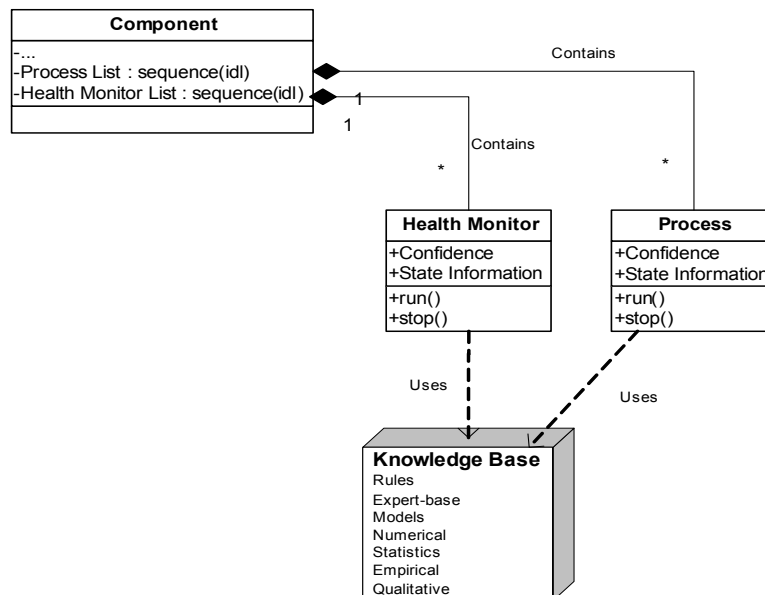 Component
-...
-Process List : sequence(idl)
-Health Monitor List : sequence(idl)
Contains
1
1
Contains
*
*
Health Monitor
+Confidence
+State Information
+run()
+stop()
Process
+Confidence
+State Information
+run()
+stop()
Uses
Uses
Knowledge Base
Rules
Expert-base
Models
Numerical
Statistics
Empirical
Qualitative